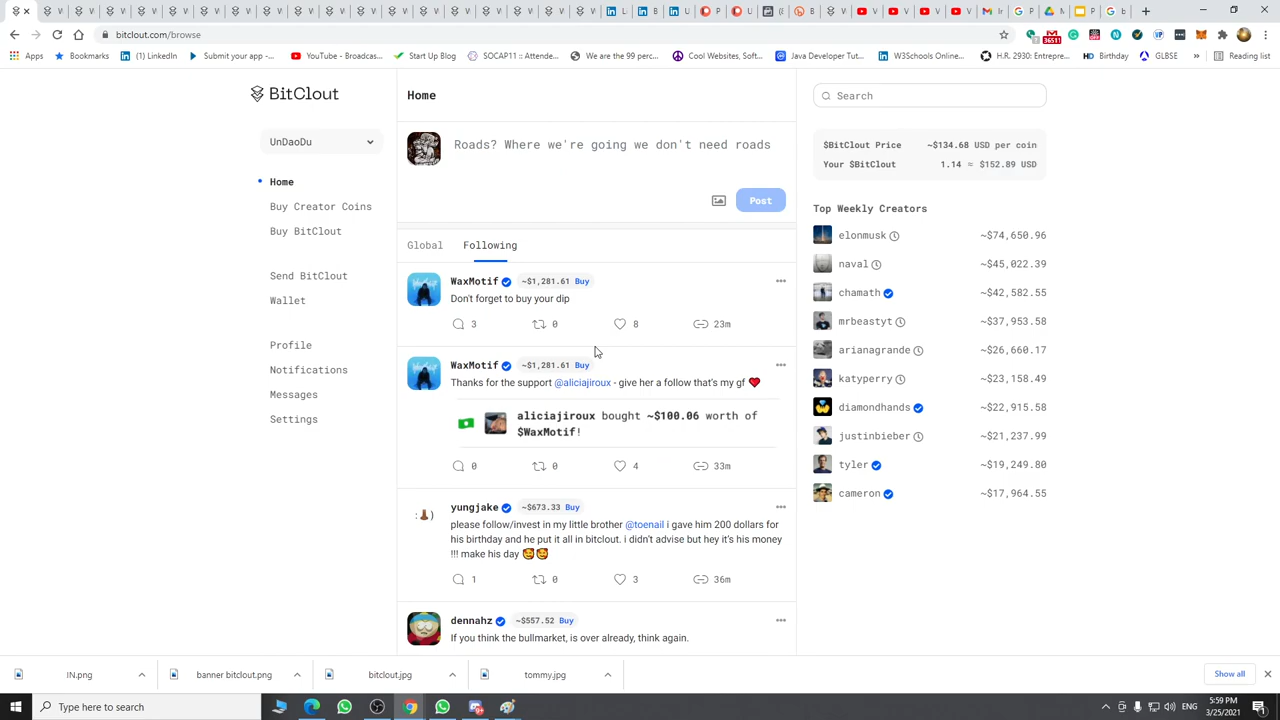 bitclout.com/browse
36511
Apps
Bookmarks
(1) LinkedIn
Submit your app -...
YouTube - Broadcas...
Start Up Blog
OCAP11 :: Attende...
We are the 99 perc...
Cool Websites, Soft...
Java Developer Tut...
W3Schools Online...
H.R. 2930: Entrepre...
Birthday
GLBSE
Reading list
BitClout
UnDaoDu
Home
Buy Creator Coins
Buy BitClout
Send BitClout
Wallet
Profile
Notifications
Messages
Settings
Home
Roads? Where we're going we don't need roads
Post
Global Following
WaxMotif ~$1,281.61 Buy
Don't forget to buy your dip
3 0 8 23m
WaxMotif ~$1,281.61 Buy
Thanks for the support @aliciajiroux - give her a follow that's my gf
aliciajiroux bought ~$100.06 worth of
$WaxMotif!
0 0 4 33m
yungjake ~$673.33 Buy
please follow/invest in my little brother @toenail i gave him 200 dollars for
his birthday and he put it all in bitclout. i didn't advise but hey it's his money
!!! make his day
1 0 3 36m
dennahz ~$557.52 Buy
If you think the bullmarket, is over already, think again.
Search
$BitClout Price ~$134.68 USD per coin
Your $BitClout 1.14 ≈ $152.89 USD
Top Weekly Creators
elonmusk ~$74,650.96
naval ~$45,022.39
chamath ~$42,582.55
mrbeastyt ~$37,953.58
arianagrande ~$26,660.17
katyperry ~$23,158.49
diamondhands ~$22,915.58
justinbieber ~$21,237.99
tyler ~$19,249.80
cameron ~$17,964.55
IN.png
banner bitclout.png
bitclout.jpg
tommy.jpg
Show all
Type here to search
ENG
5:59 PM
3/25/2021